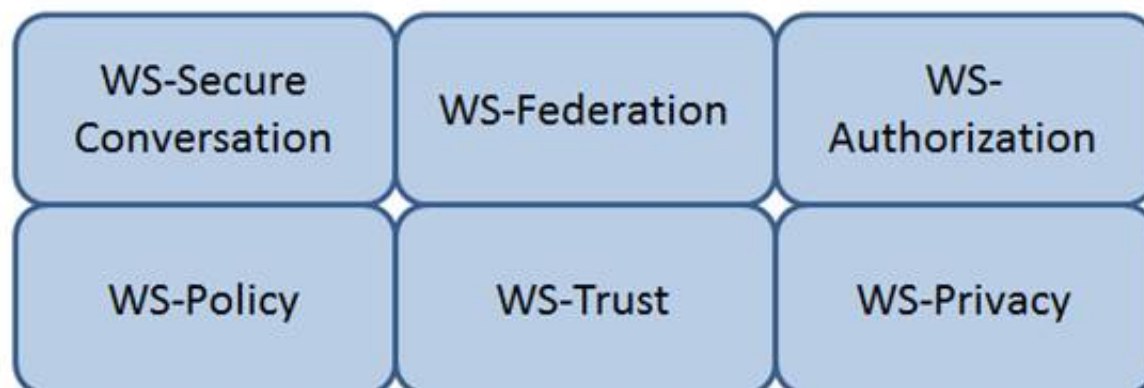 WS-Secure
Conversation
WS-Federation
WS-
Authorization
WS-Policy
WS-Trust
WS-Privacy